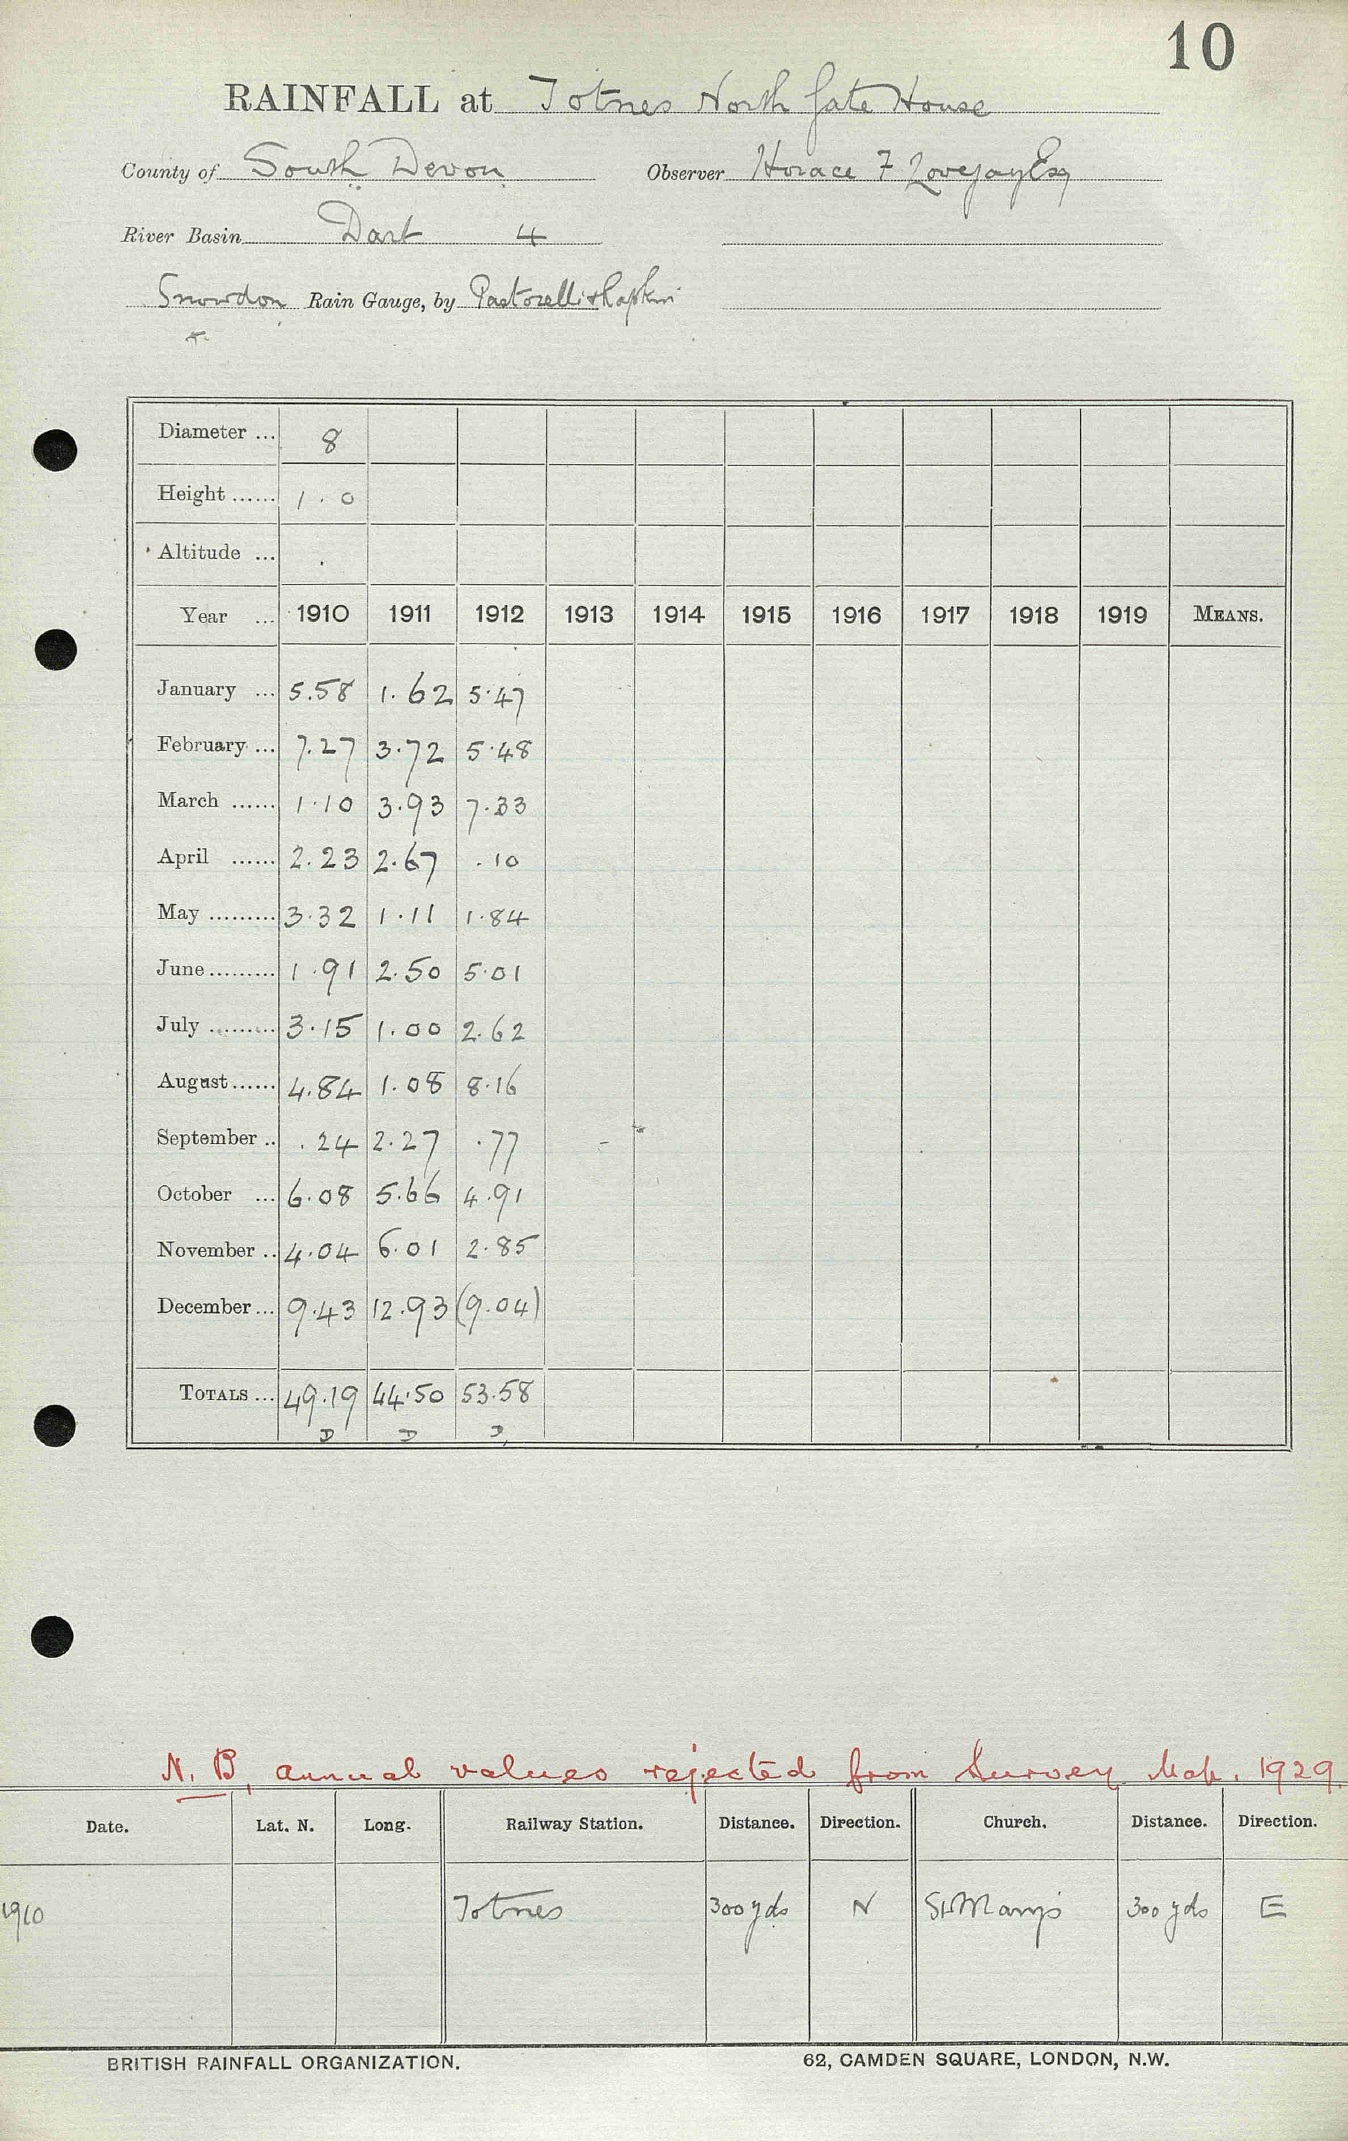 10
RAINFALL at Totnes North Gate House
County of South Devon Observer Horace F. Lovejoy Esq
River Basin Dart 4
Snowdon Rain Gauge, by Pastorelli & Rapkin
Diameter ... 8
Height ...... 1.0
Altitude ...
Year ... 1910 1911 1912 1913 1914 1915 1916 1917 1918 1919 MEANS.
January ... 5.58 1.62 5.47
February ... 7.27 3.72 5.48
March ...... 1.10 3.93 7.33
April ...... 2.23 2.67 .10
May ......... 3.32 1.11 1.84
June ......... 1.91 2.50 5.01
July ......... 3.15 1.00 2.62
August ...... 4.84 1.08 8.16
September .. .24 2.27 .77
October ... 6.08 5.66 4.91
November .. 4.04 6.01 2.85
December ... 9.43 12.93 (9.04)
TOTALS ... 49.19 44.50 53.58
D D D
N.B, annual values rejected from Survey Map. 1929.
Date. Lat. N. Long. Railway Station. Distance. Direction. Church. Distance. Direction.
1910 Totnes 300 yds N St Mary's 300 yds E
BRITISH RAINFALL ORGANIZATION. 62, CAMDEN SQUARE, LONDON, N.W.